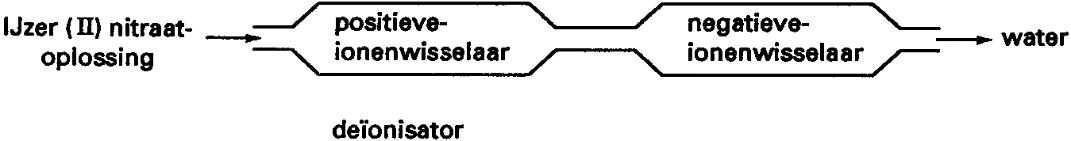 IJzer (II) nitraat-
oplossing
positieve-
ionenwisselaar
negatieve-
ionenwisselaar
water
deïonisator